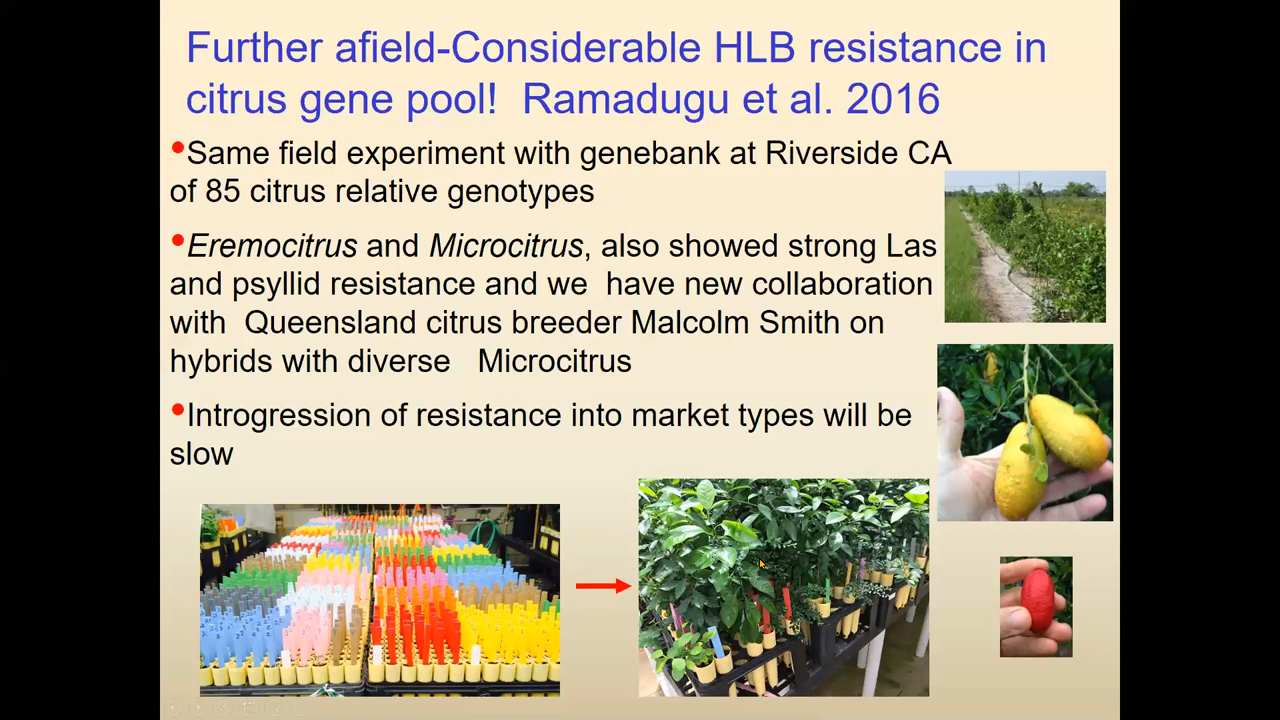 Further afield-Considerable HLB resistance in
citrus gene pool! Ramadugu et al. 2016
•Same field experiment with genebank at Riverside CA
of 85 citrus relative genotypes
•Eremocitrus and Microcitrus, also showed strong Las
and psyllid resistance and we have new collaboration
with Queensland citrus breeder Malcolm Smith on
hybrids with diverse Microcitrus
•Introgression of resistance into market types will be
slow